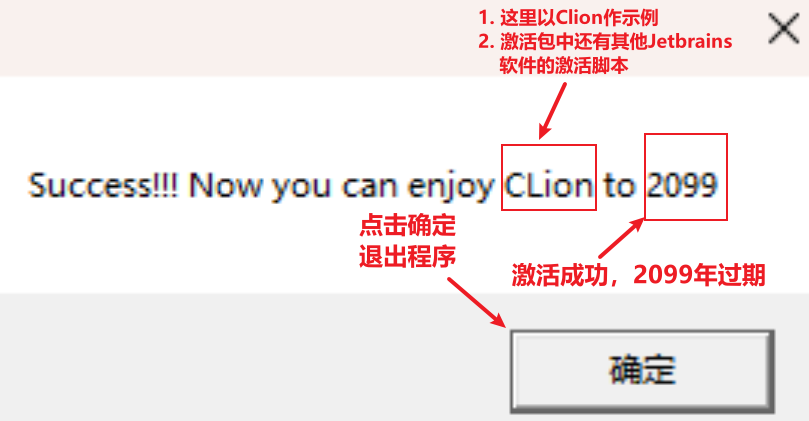 1. 这里以Clion作示例
2. 激活包中还有其他Jetbrains
软件的激活脚本
Success!!! Now you can enjoy CLion to 2099
点击确定
退出程序
激活成功，2099年过期
确定